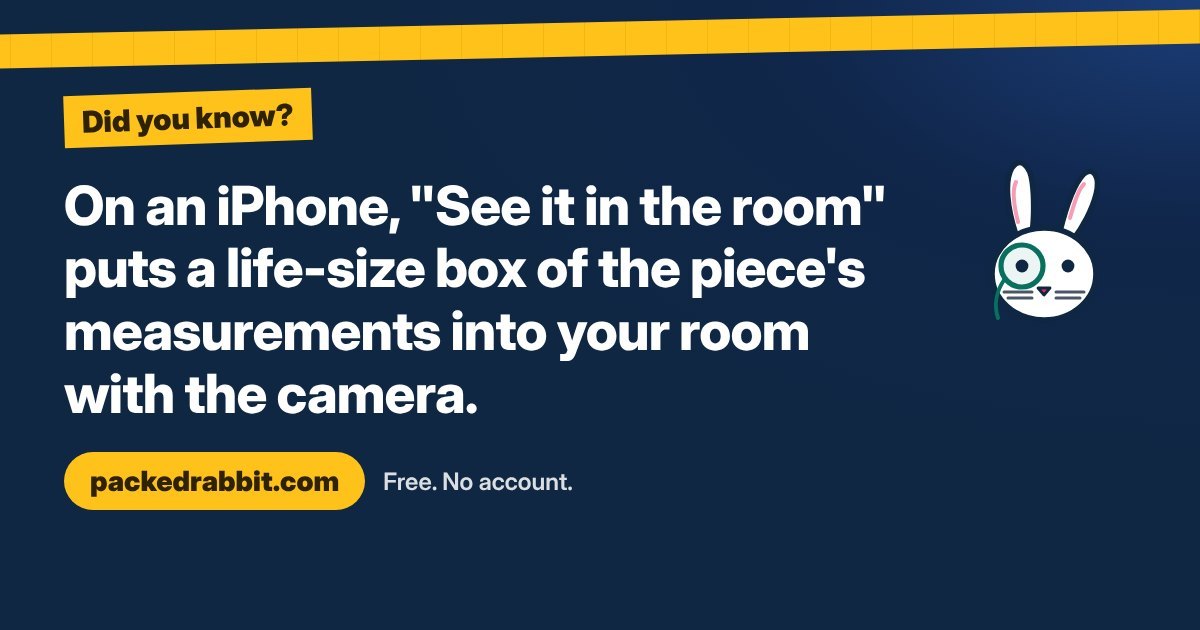 Did you know?
On an iPhone, "See it in the room"
puts a life-size box of the piece's
measurements into your room
with the camera.
packedrabbit.com
Free. No account.